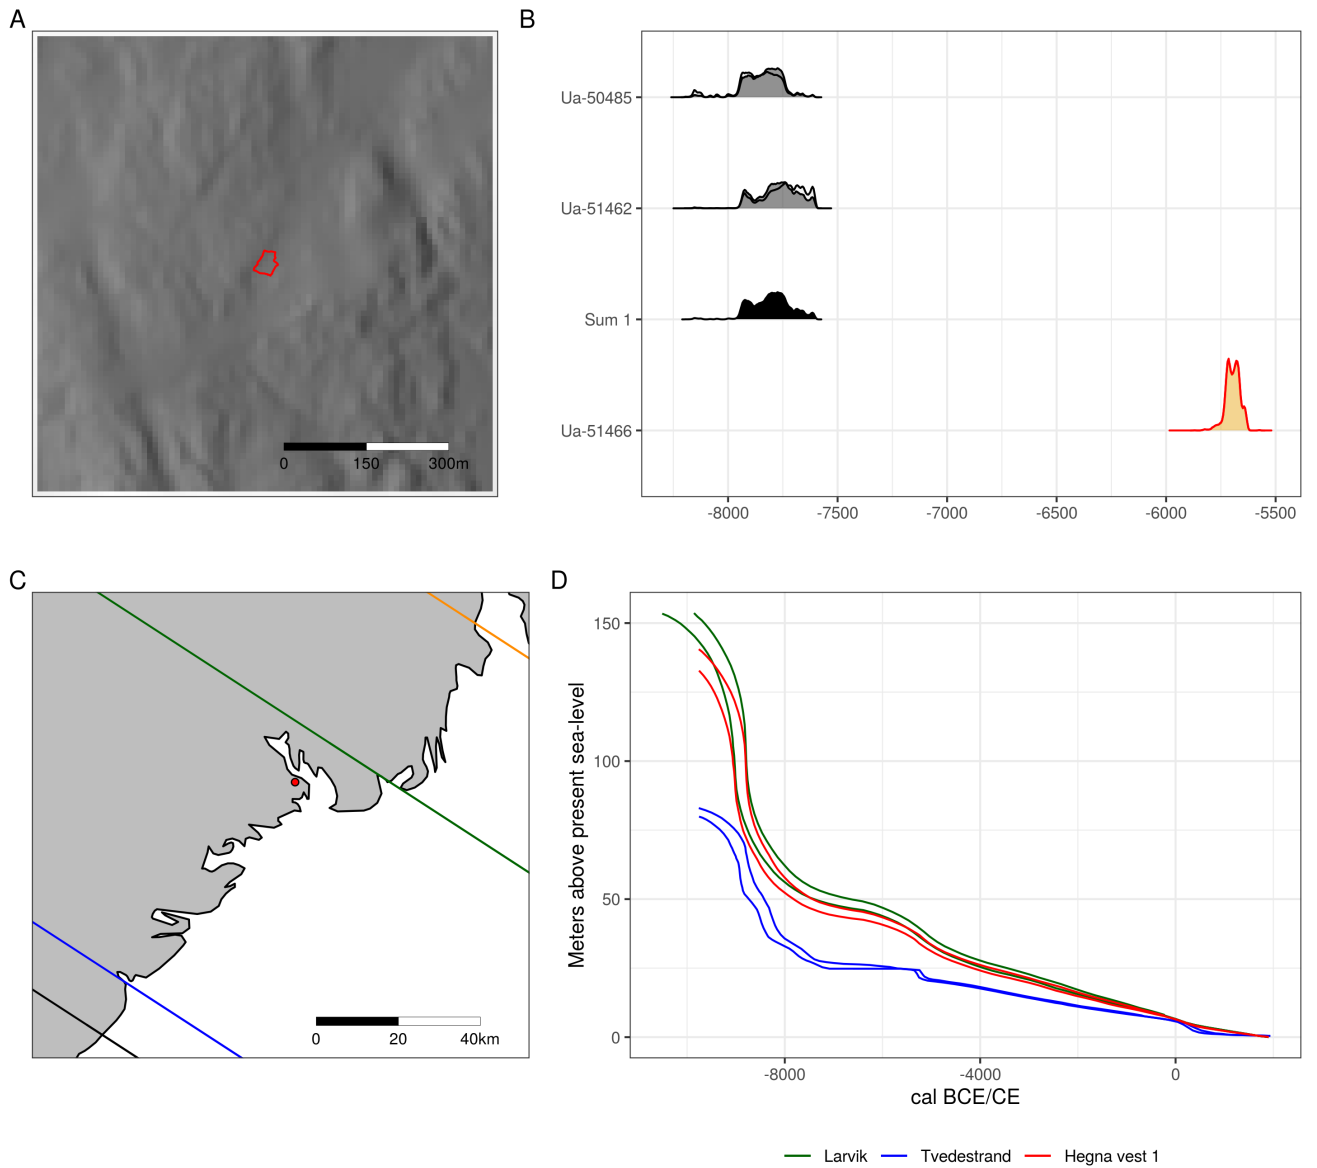 A
0 150 300m
B
Ua-50485
Ua-51462
Sum 1
Ua-51466
-8000 -7500 -7000 -6500 -6000 -5500
C
0 20 40km
D
Meters above present sea-level
150
100
50
0
-8000 -4000 0
cal BCE/CE
Larvik Tvedestrand Hegna vest 1